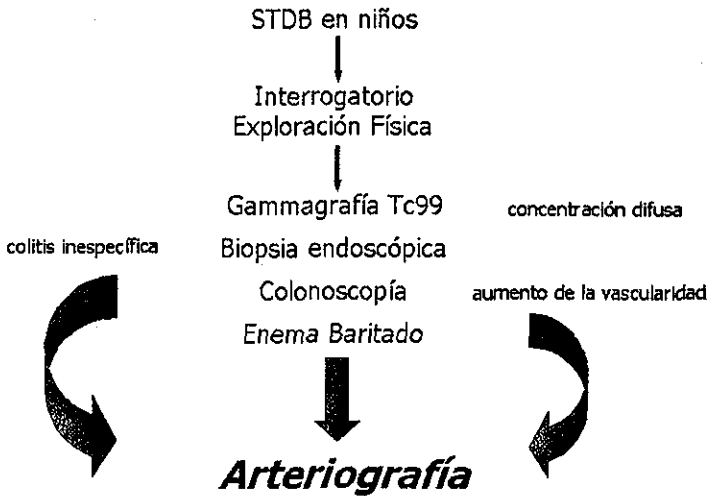 STDB en niños
Interrogatorio
Exploración Física
Gammagrafía Tc99
concentración difusa
colitis inespecífica
Biopsia endoscópica
Colonoscopía
aumento de la vascularidad
Enema Baritado
Arteriografía